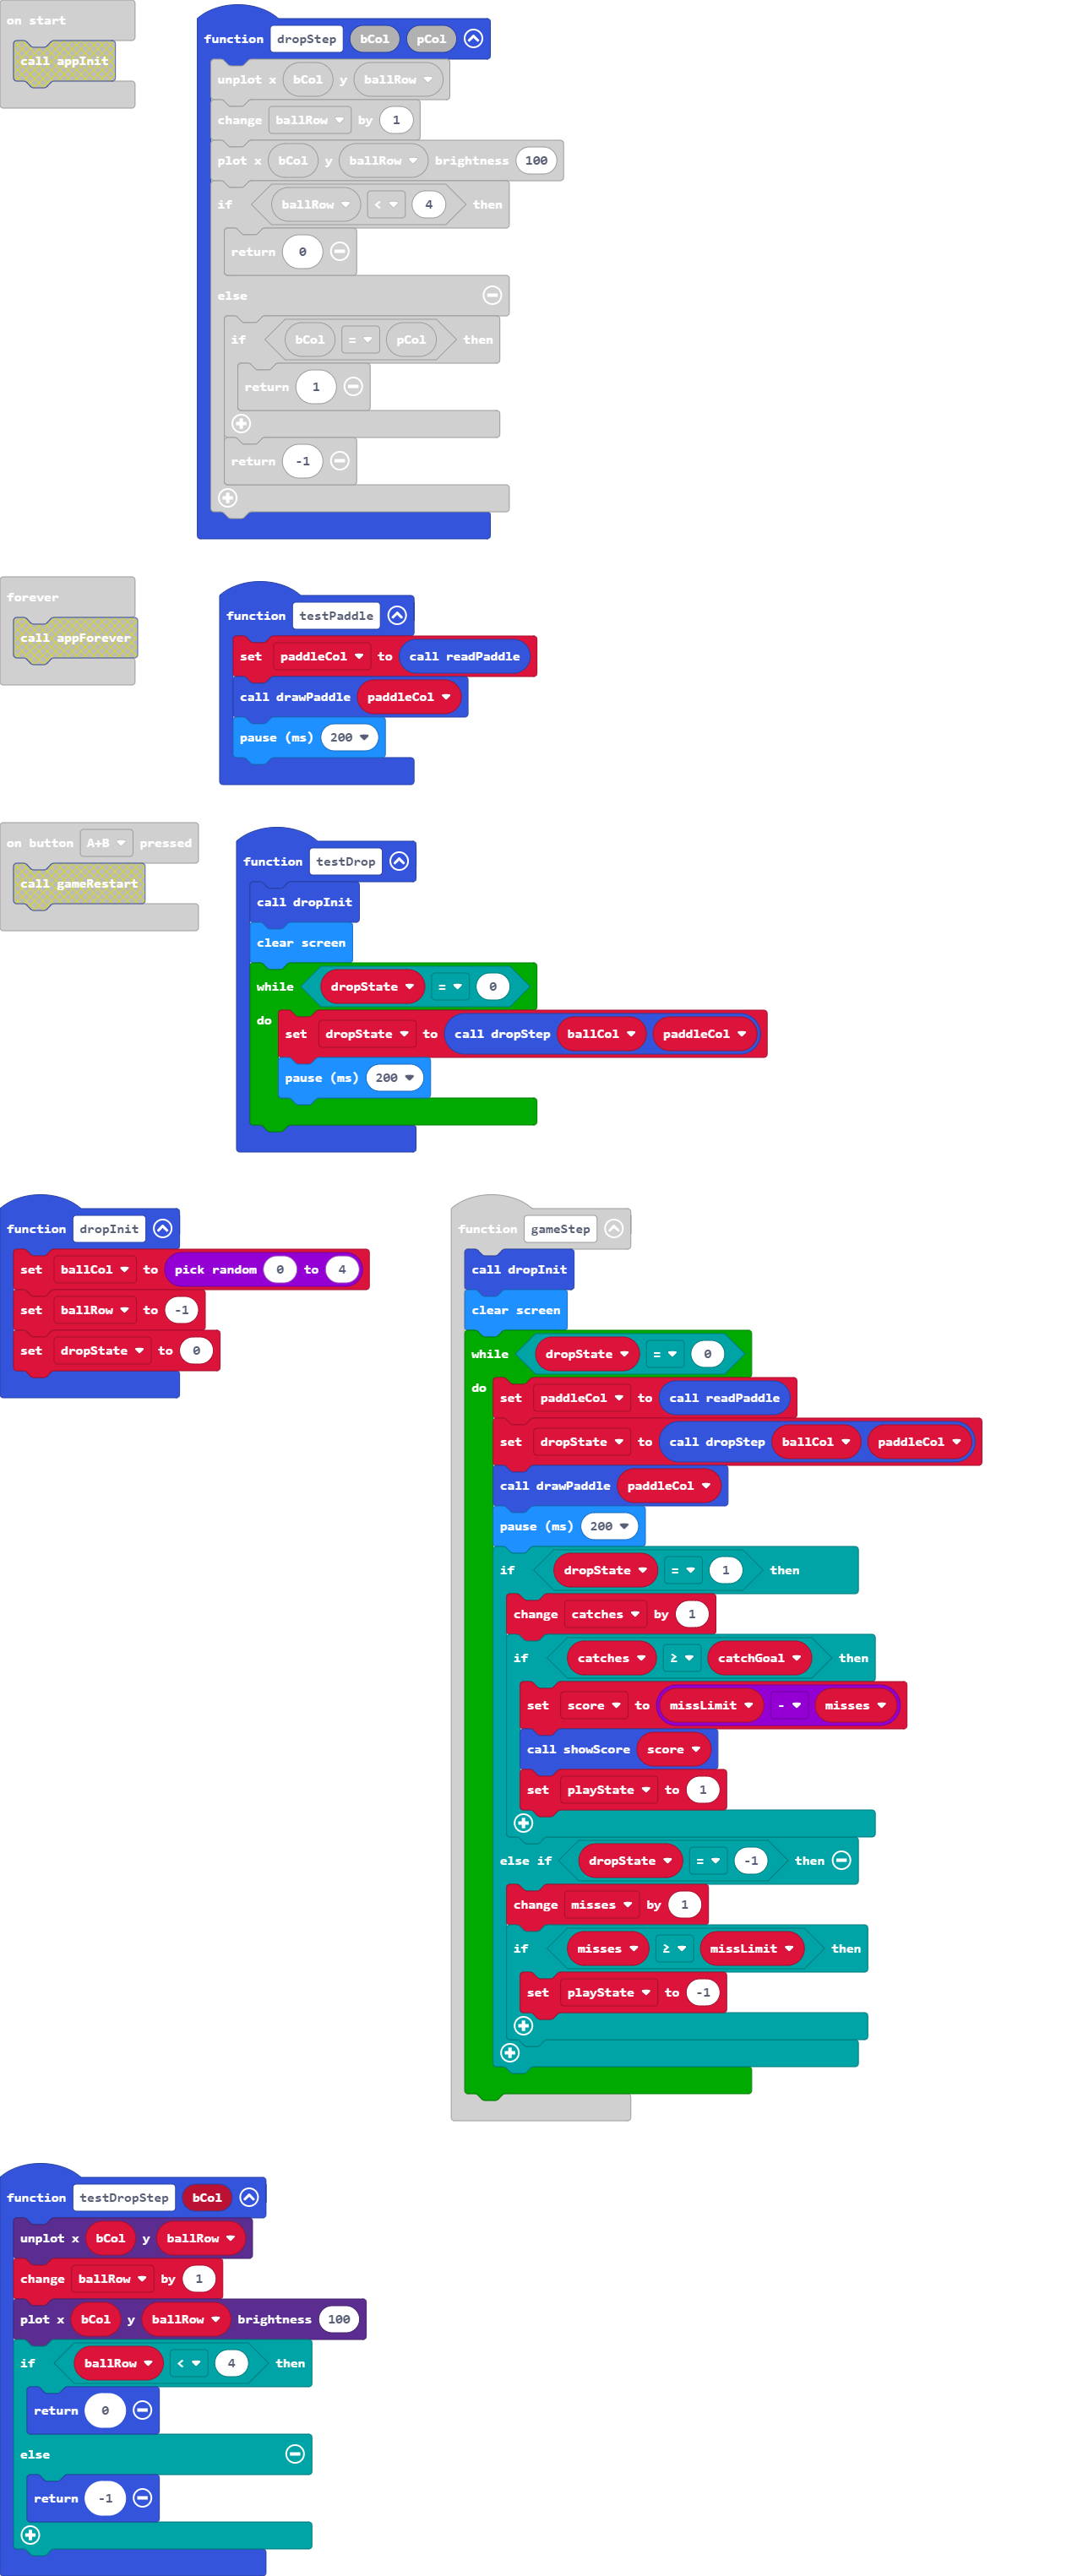 on start
call appInit
function dropStep bCol pCol
unplot x bCol y ballRow
change ballRow by 1
plot x bCol y ballRow brightness 100
if ballRow < 4 then
return 0
else
if bCol = pCol then
return 1
return -1
forever
call appForever
function testPaddle
set paddleCol to call readPaddle
call drawPaddle paddleCol
pause (ms) 200
on button A+B pressed
call gameRestart
function testDrop
call dropInit
clear screen
while dropState = 0
do
set dropState to call dropStep ballCol paddleCol
pause (ms) 200
function dropInit
set ballCol to pick random 0 to 4
set ballRow to -1
set dropState to 0
function gameStep
call dropInit
clear screen
while dropState = 0
do
set paddleCol to call readPaddle
set dropState to call dropStep ballCol paddleCol
call drawPaddle paddleCol
pause (ms) 200
if dropState = 1 then
change catches by 1
if catches ≥ catchGoal then
set score to missLimit - misses
call showScore score
set playState to 1
else if dropState = -1 then
change misses by 1
if misses ≥ missLimit then
set playState to -1
function testDropStep bCol
unplot x bCol y ballRow
change ballRow by 1
plot x bCol y ballRow brightness 100
if ballRow < 4 then
return 0
else
return -1